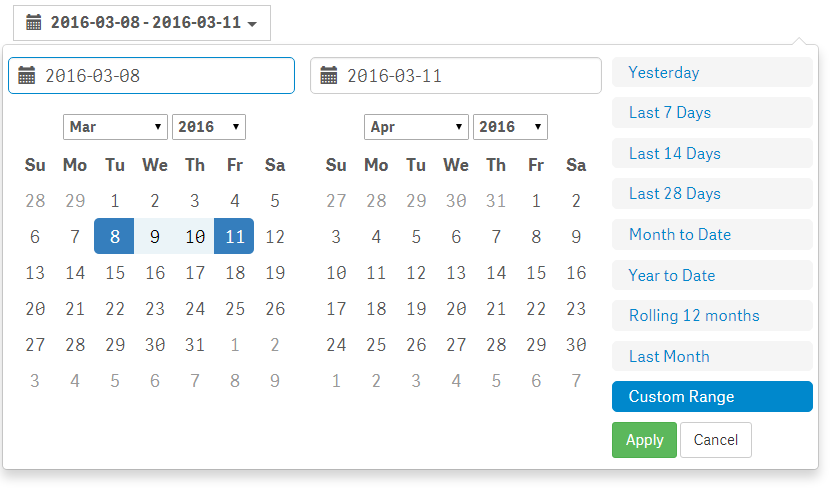 2016-03-08 - 2016-03-11
2016-03-08
2016-03-11
Mar 2016
Su Mo Tu We Th Fr Sa
28 29 1 2 3 4 5
6 7 8 9 10 11 12
13 14 15 16 17 18 19
20 21 22 23 24 25 26
27 28 29 30 31 1 2
3 4 5 6 7 8 9
Apr 2016
Su Mo Tu We Th Fr Sa
27 28 29 30 31 1 2
3 4 5 6 7 8 9
10 11 12 13 14 15 16
17 18 19 20 21 22 23
24 25 26 27 28 29 30
1 2 3 4 5 6 7
Yesterday
Last 7 Days
Last 14 Days
Last 28 Days
Month to Date
Year to Date
Rolling 12 months
Last Month
Custom Range
Apply Cancel